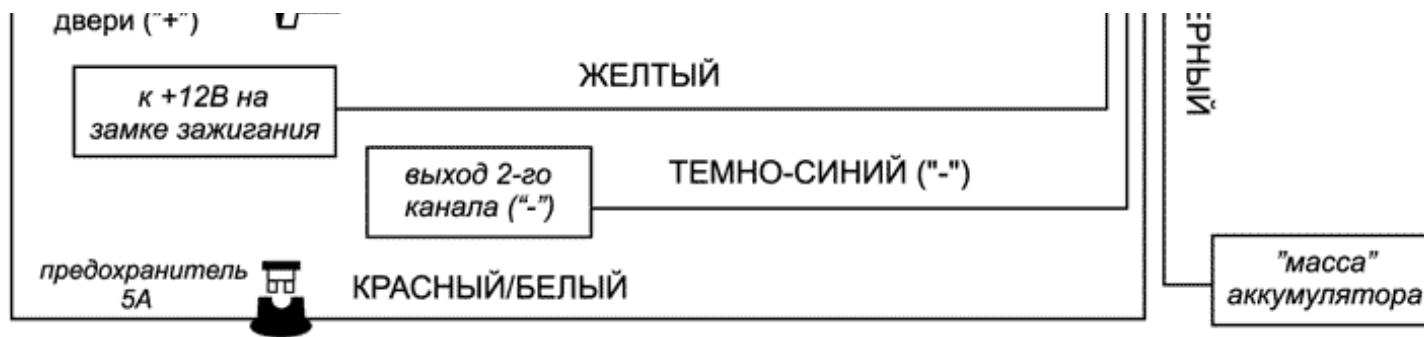 двери ("+")
ЖЕЛТЫЙ
к +12В на
замке зажигания
выход 2-го
канала (“-”)
ТЕМНО-СИНИЙ ("-")
предохранитель
5А
КРАСНЫЙ/БЕЛЫЙ
”масса”
аккумулятора